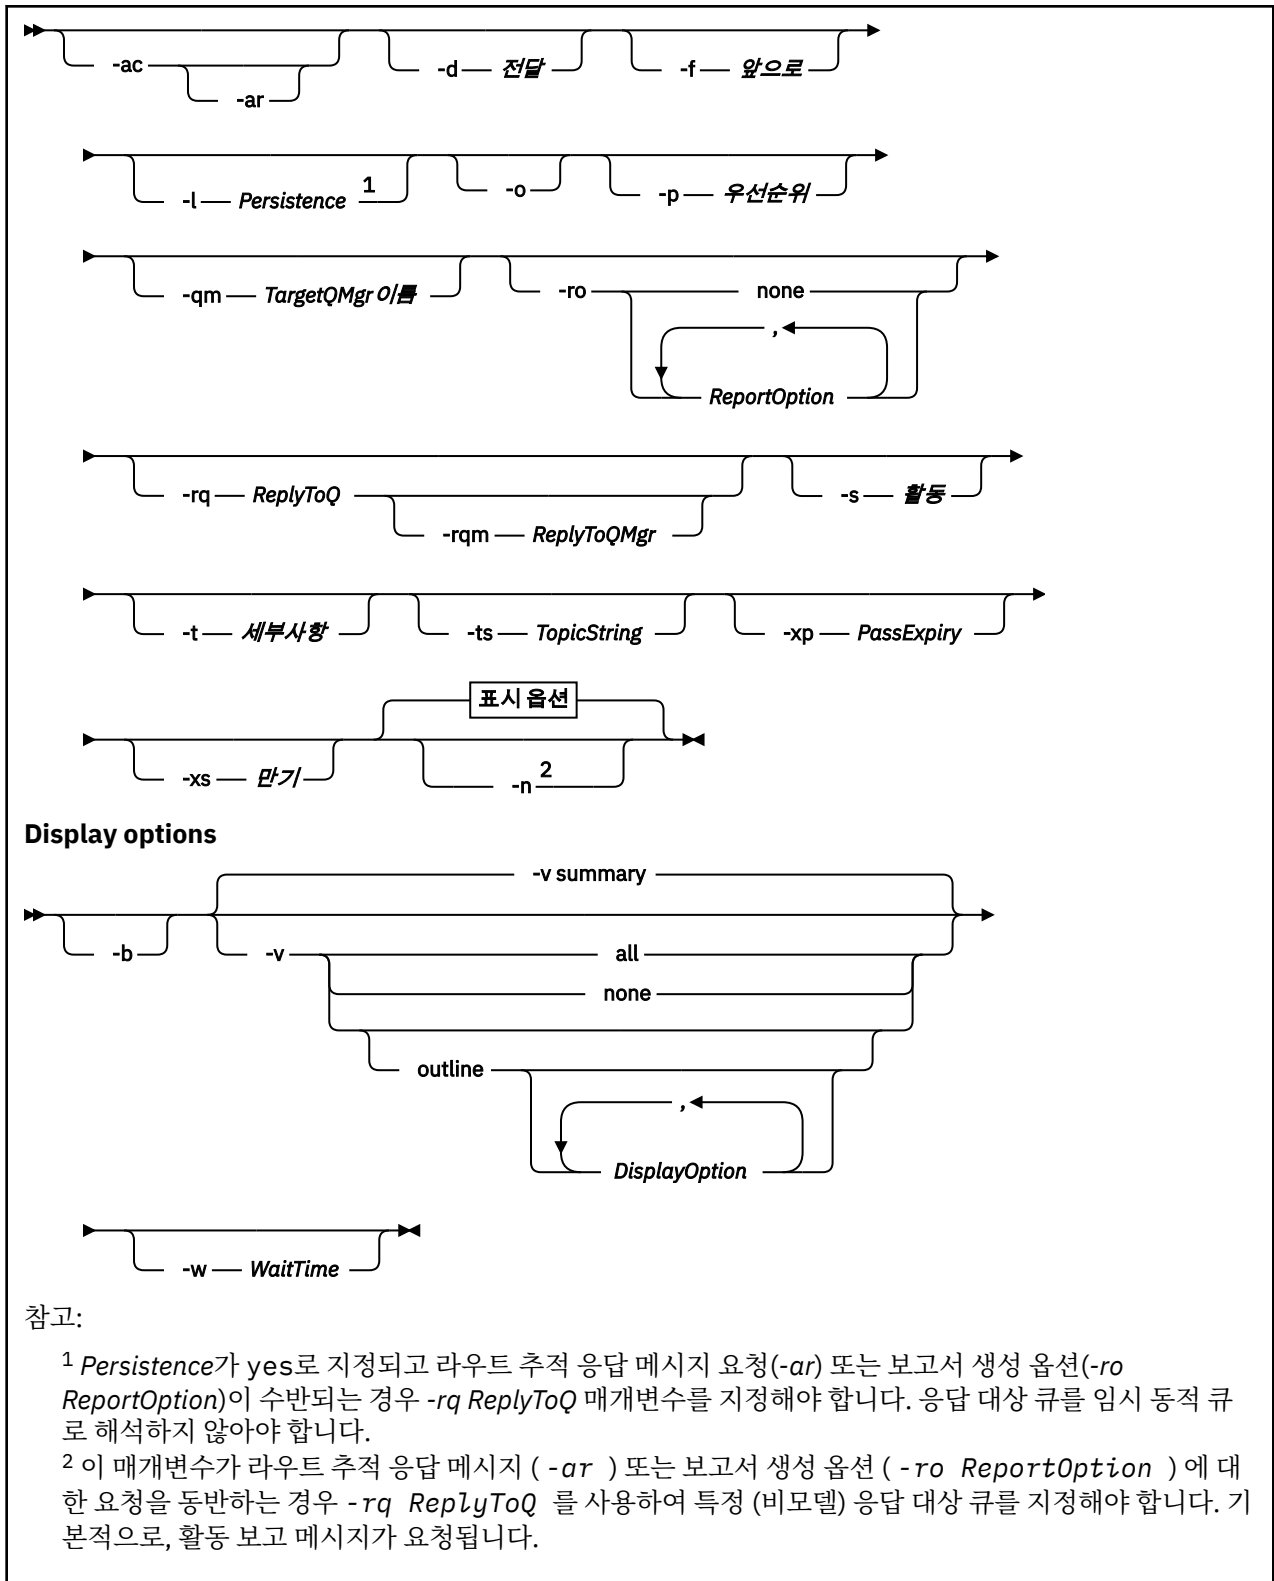 -ac
-ar
-d 전달
-f 앞으로
-l Persistence 1
-o
-p 우선순위
-qm TargetQMgr이름
-ro none
,
ReportOption
-rq ReplyToQ
-rqm ReplyToQMgr
-s 활동
-t 세부사항
-ts TopicString
-xp PassExpiry
표시 옵션
-xs 만기
-n 2
Display options
-v summary
-b
-v all
none
outline
,
DisplayOption
-w WaitTime
참고:
1 Persistence가 yes로 지정되고 라우트 추적 응답 메시지 요청(-ar) 또는 보고서 생성 옵션(-ro
ReportOption)이 수반되는 경우 -rq ReplyToQ 매개변수를 지정해야 합니다. 응답 대상 큐를 임시 동적 큐
로 해석하지 않아야 합니다.
2 이 매개변수가 라우트 추적 응답 메시지 ( -ar ) 또는 보고서 생성 옵션 ( -ro ReportOption ) 에 대
한 요청을 동반하는 경우 -rq ReplyToQ 를 사용하여 특정 (비모델) 응답 대상 큐를 지정해야 합니다. 기
본적으로, 활동 보고 메시지가 요청됩니다.